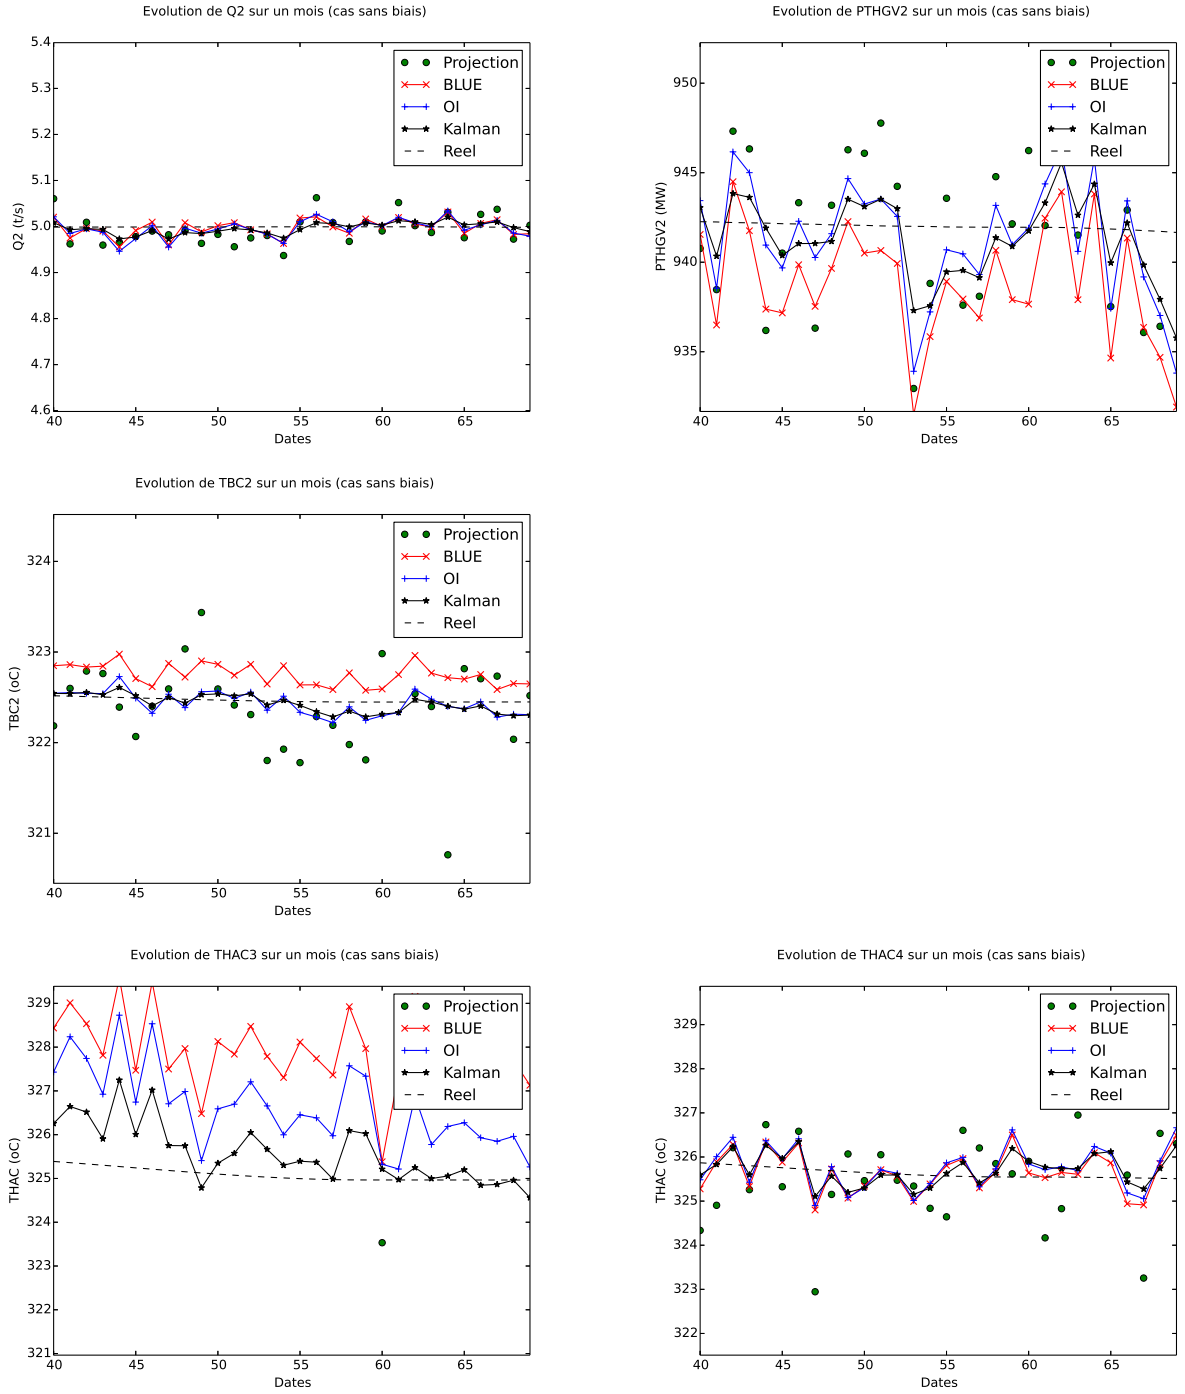 Evolution de Q2 sur un mois (cas sans biais)
5.4
5.3
5.2
5.1
5.0
4.9
4.8
4.7
4.6
Q2 (t/s)
40 45 50 55 60 65
Dates
Projection
BLUE
OI
Kalman
Reel
Evolution de PTHGV2 sur un mois (cas sans biais)
950
945
940
935
PTHGV2 (MW)
40 45 50 55 60 65
Dates
Projection
BLUE
OI
Kalman
Reel
Evolution de TBC2 sur un mois (cas sans biais)
324
323
322
321
TBC2 (oC)
40 45 50 55 60 65
Dates
Projection
BLUE
OI
Kalman
Reel
Evolution de THAC3 sur un mois (cas sans biais)
329
328
327
326
325
324
323
322
321
THAC (oC)
40 45 50 55 60 65
Dates
Projection
BLUE
OI
Kalman
Reel
Evolution de THAC4 sur un mois (cas sans biais)
329
328
327
326
325
324
323
322
THAC (oC)
40 45 50 55 60 65
Dates
Projection
BLUE
OI
Kalman
Reel